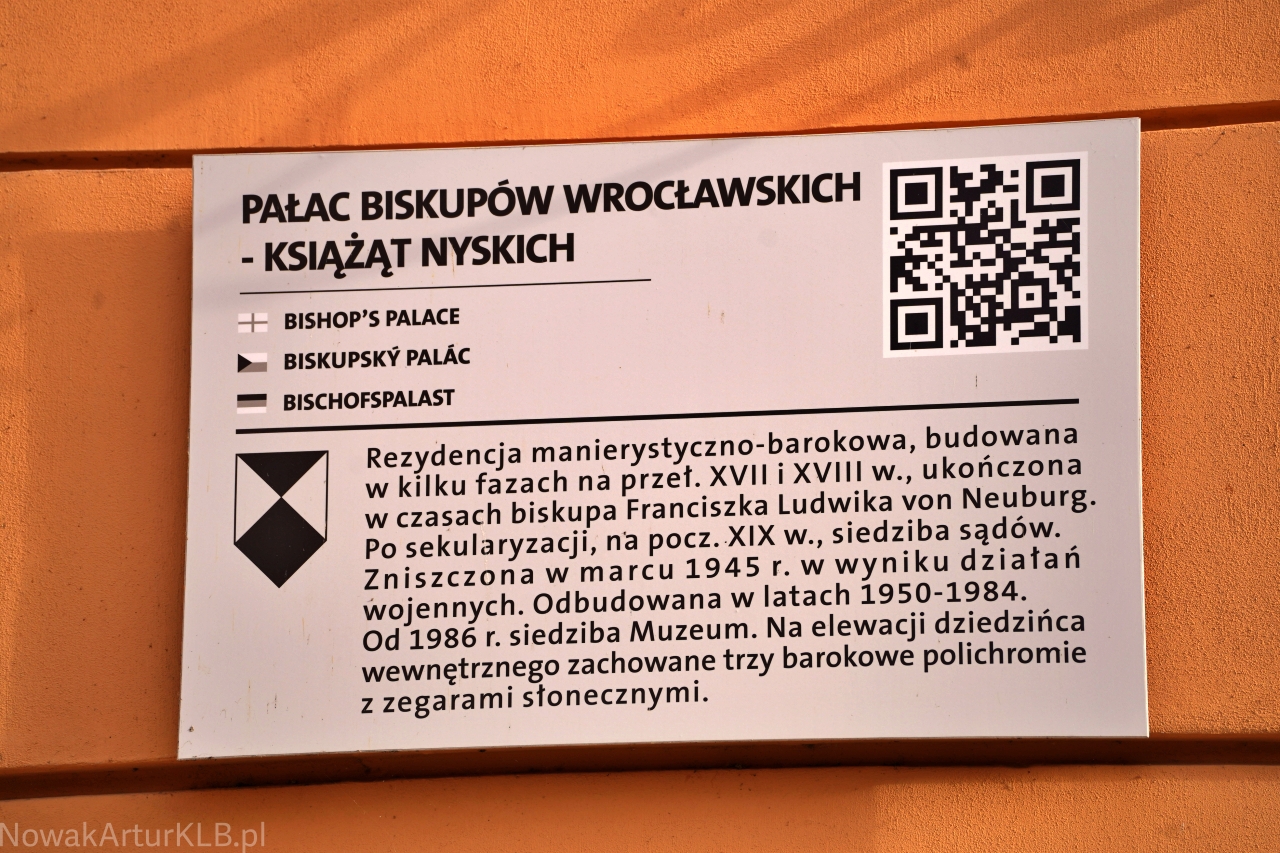 PAŁAC BISKUPÓW WROCŁAWSKICH
- KSIĄŻĄT NYSKICH
BISHOP'S PALACE
BISKUPSKÝ PALÁC
BISCHOFSPALAST
Rezydencja manierystyczno-barokowa, budowana
w kilku fazach na przeł. XVII i XVIII w., ukończona
w czasach biskupa Franciszka Ludwika von Neuburg.
Po sekularyzacji, na pocz. XIX w., siedziba sądów.
Zniszczona w marcu 1945 r. w wyniku działań
wojennych. Odbudowana w latach 1950-1984.
Od 1986 r. siedziba Muzeum. Na elewacji dziedzińca
wewnętrznego zachowane trzy barokowe polichromie
z zegarami słonecznymi.
NowakArturKLB.pl